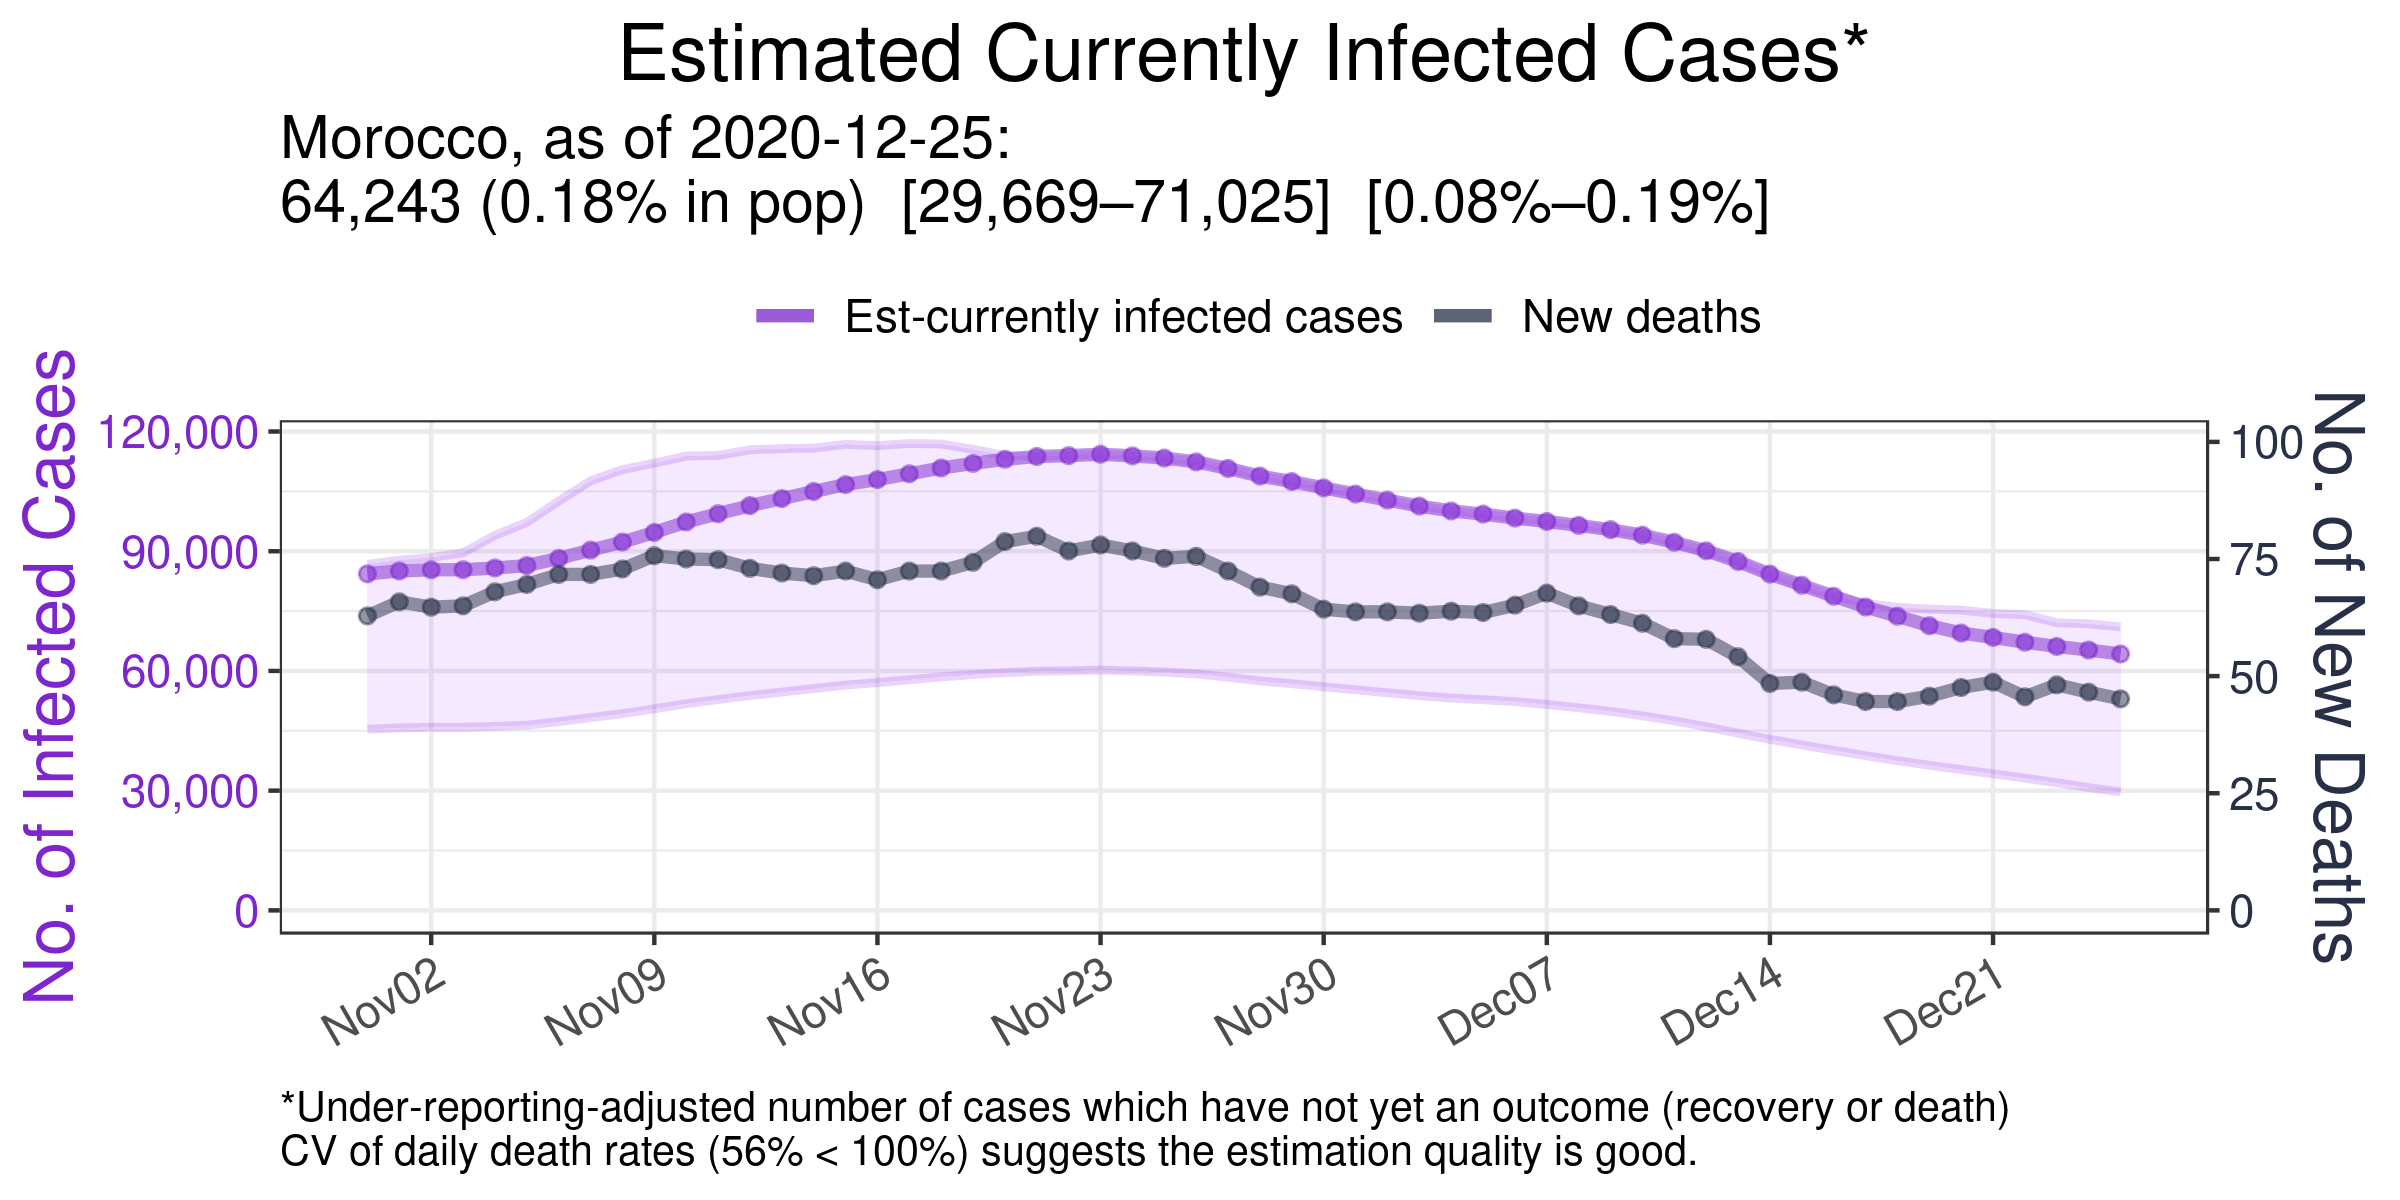 Estimated Currently Infected Cases*
Morocco, as of 2020-12-25:
64,243 (0.18% in pop)  [29,669–71,025]  [0.08%–0.19%]
Est-currently infected cases
New deaths
No. of Infected Cases
120,000
90,000
60,000
30,000
0
100
75
50
25
0
No. of New Deaths
Nov02
Nov09
Nov16
Nov23
Nov30
Dec07
Dec14
Dec21
*Under-reporting-adjusted number of cases which have not yet an outcome (recovery or death)
CV of daily death rates (56% < 100%) suggests the estimation quality is good.